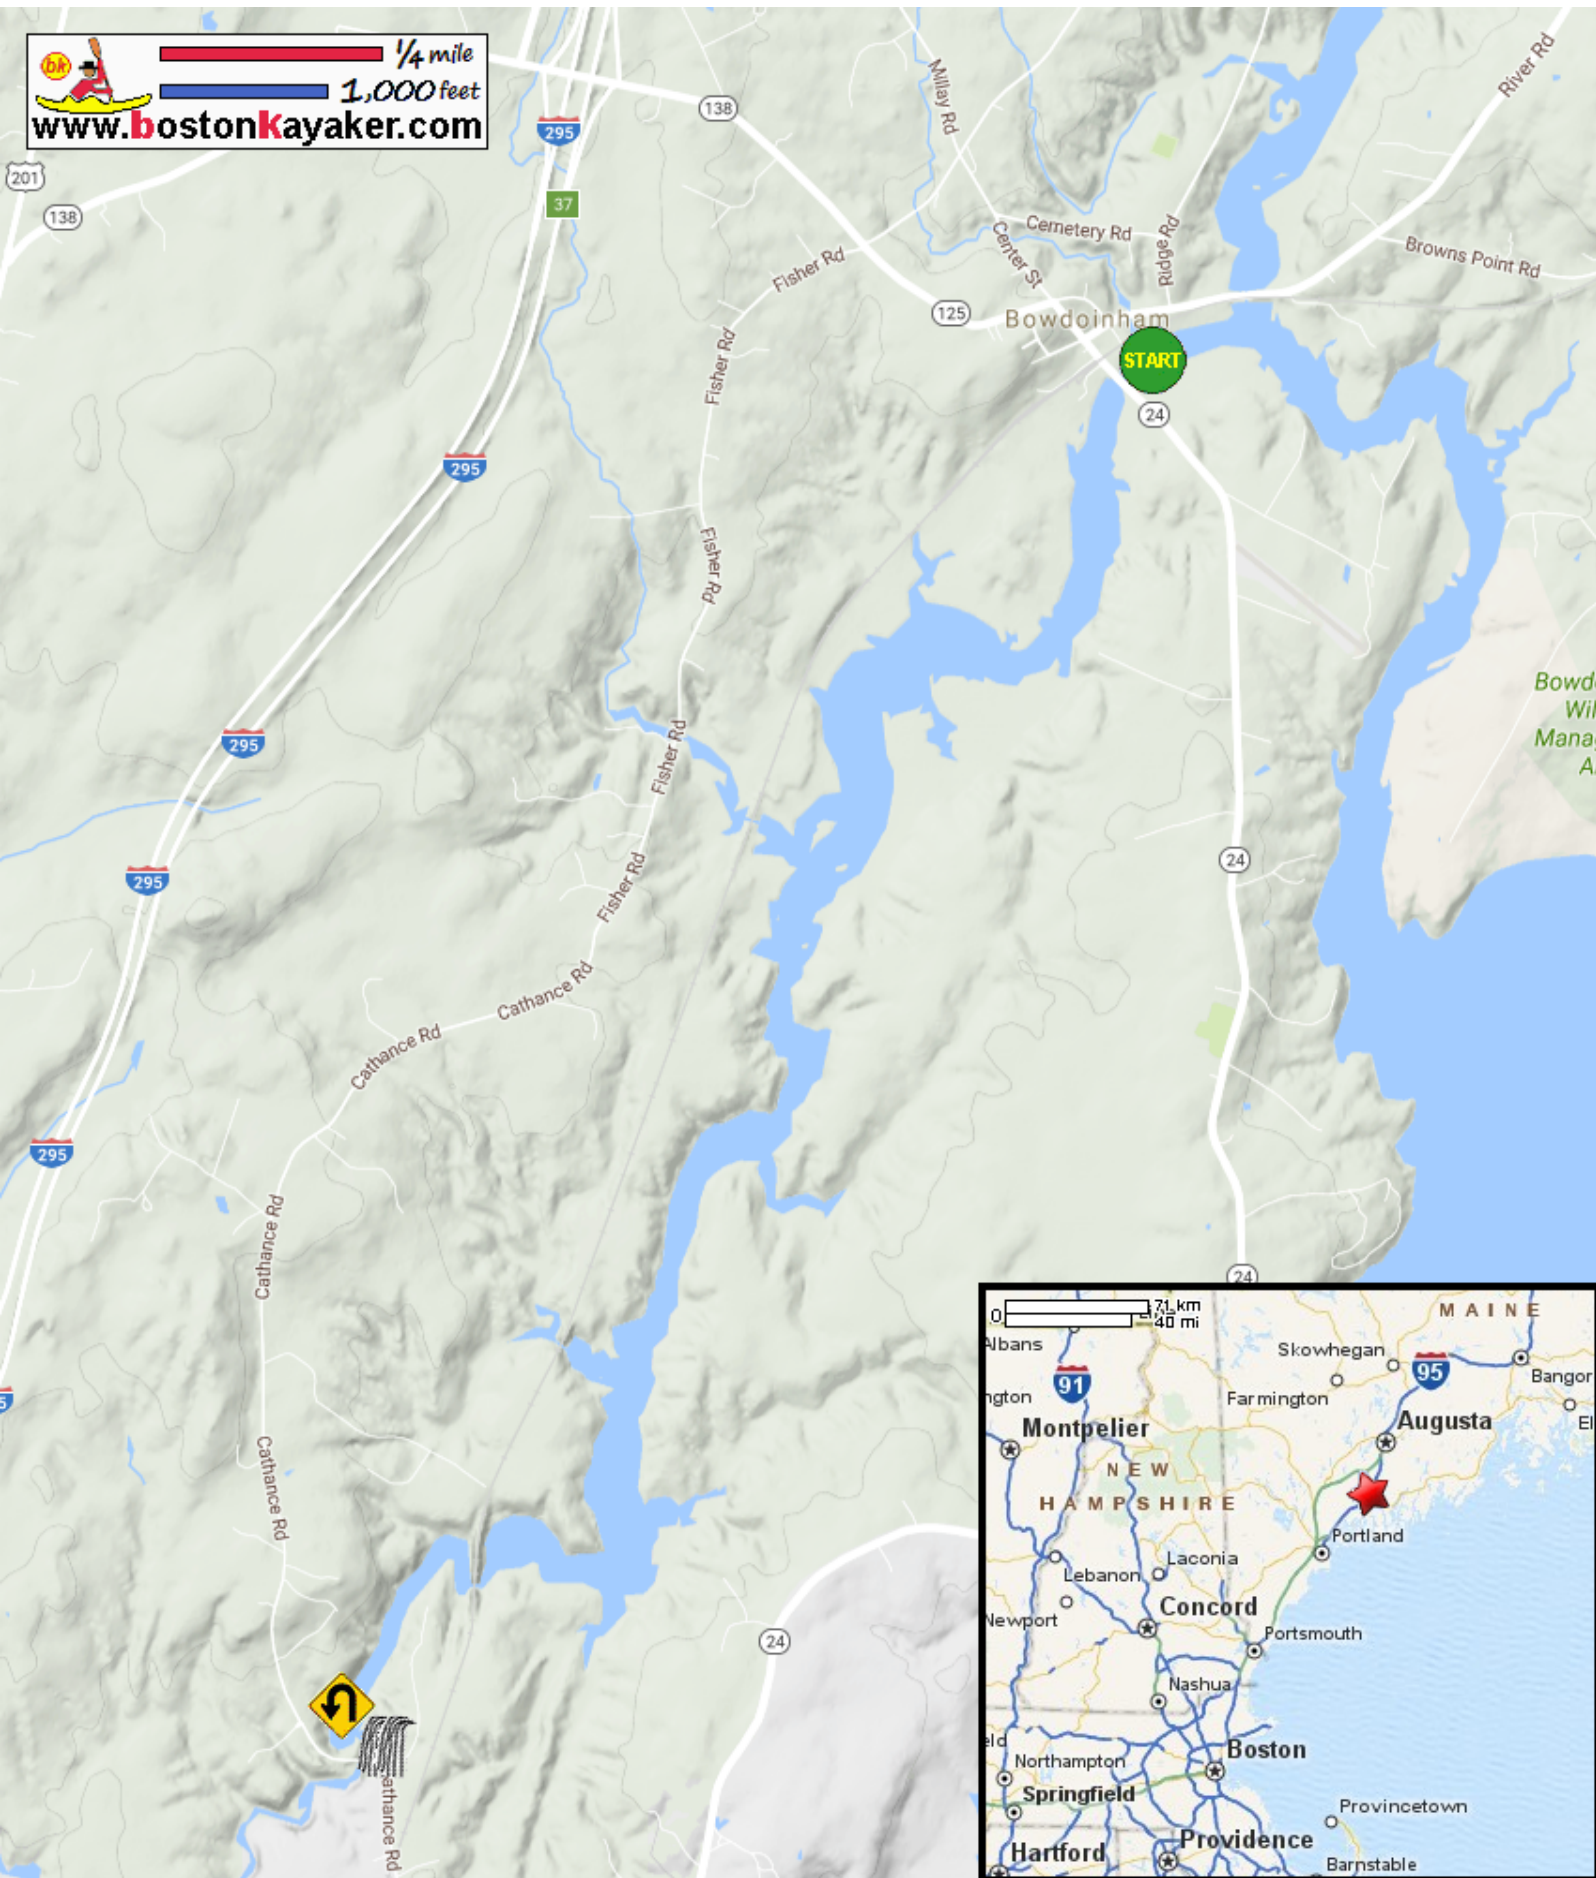 bk
1/4 mile
1,000 feet
www.bostonkayaker.com
201
138
295
37
138
Millay Rd
River Rd
Cemetery Rd
Ridge Rd
Center St
Browns Point Rd
Fisher Rd
125
Bowdoinham
START
24
Fisher Rd
295
Fisher Rd
Bowd
Wil
Mana
A
Fisher Rd
295
24
295
Fisher Rd
Cathance Rd
Cathance Rd
295
Cathance Rd
24
5
Cathance Rd
24
athance Rd
0
71 km
40 mi
MAINE
Albans
Skowhegan
91
95
Bangor
ngton
Farmington
El
Montpelier
Augusta
NEW
HAMPSHIRE
Portland
Laconia
Lebanon
Newport
Concord
Portsmouth
Nashua
eld
Boston
Northampton
Springfield
Provincetown
Hartford
Providence
Barnstable